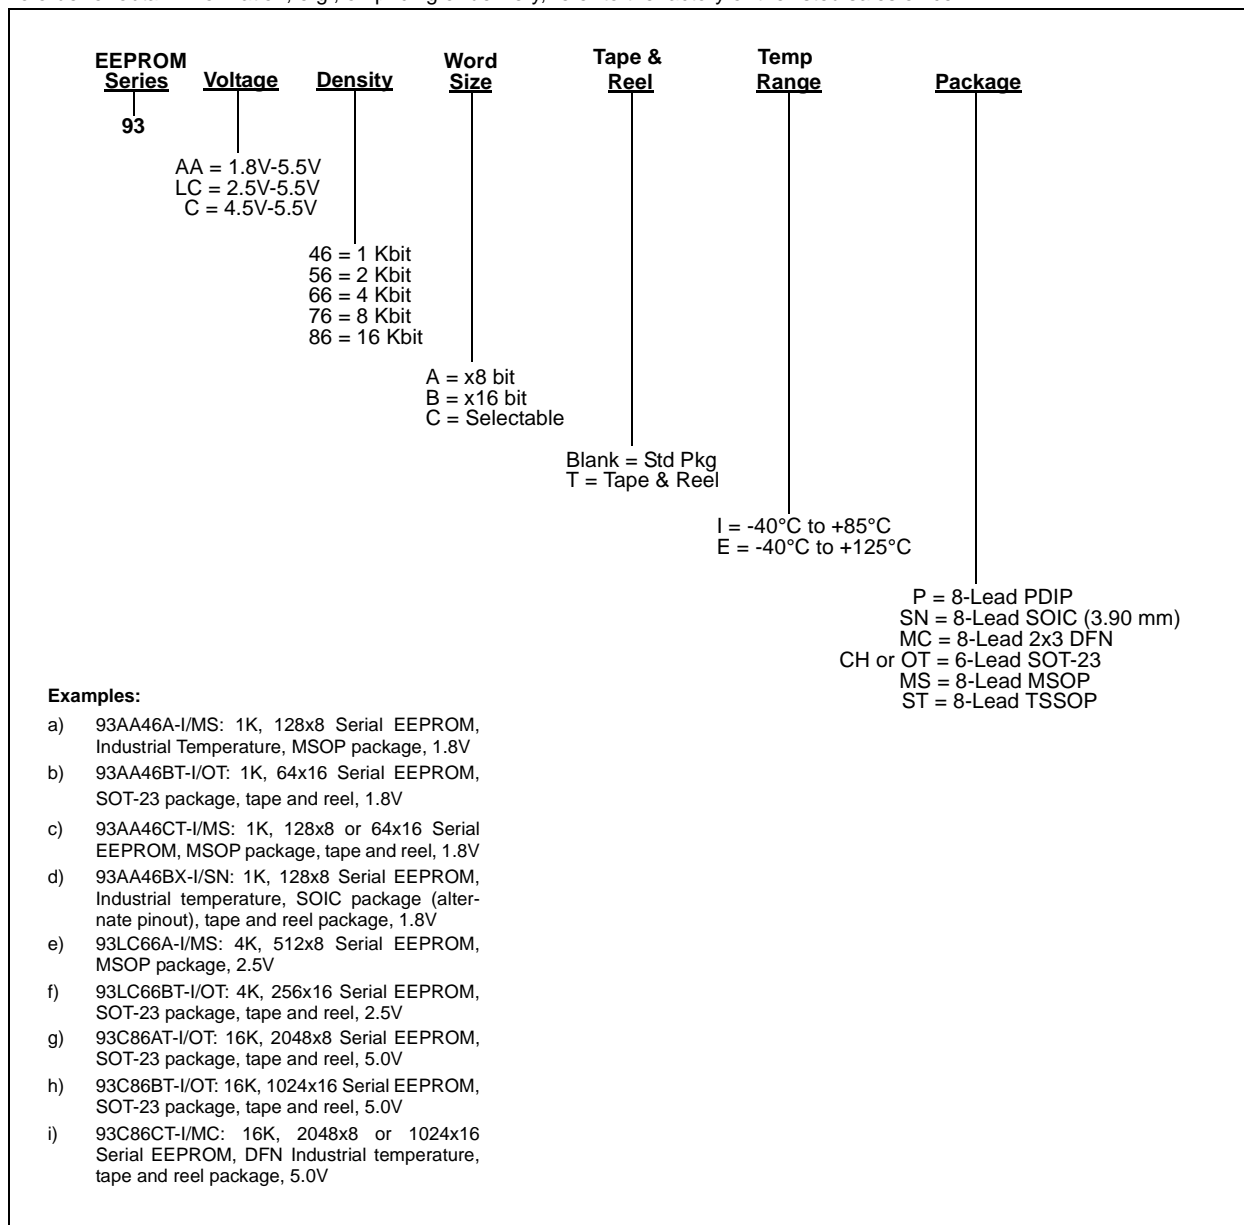 EEPROM Series Voltage Density Word Size Tape & Reel Temp Range Package
93
AA = 1.8V-5.5V
LC = 2.5V-5.5V
C = 4.5V-5.5V
46 = 1 Kbit
56 = 2 Kbit
66 = 4 Kbit
76 = 8 Kbit
86 = 16 Kbit
A = x8 bit
B = x16 bit
C = Selectable
Blank = Std Pkg
T = Tape & Reel
I = -40°C to +85°C
E = -40°C to +125°C
P = 8-Lead PDIP
SN = 8-Lead SOIC (3.90 mm)
MC = 8-Lead 2x3 DFN
CH or OT = 6-Lead SOT-23
MS = 8-Lead MSOP
ST = 8-Lead TSSOP
Examples:
a) 93AA46A-I/MS: 1K, 128x8 Serial EEPROM,
Industrial Temperature, MSOP package, 1.8V
b) 93AA46BT-I/OT: 1K, 64x16 Serial EEPROM,
SOT-23 package, tape and reel, 1.8V
c) 93AA46CT-I/MS: 1K, 128x8 or 64x16 Serial
EEPROM, MSOP package, tape and reel, 1.8V
d) 93AA46BX-I/SN: 1K, 128x8 Serial EEPROM,
Industrial temperature, SOIC package (alter-
nate pinout), tape and reel package, 1.8V
e) 93LC66A-I/MS: 4K, 512x8 Serial EEPROM,
MSOP package, 2.5V
f) 93LC66BT-I/OT: 4K, 256x16 Serial EEPROM,
SOT-23 package, tape and reel, 2.5V
g) 93C86AT-I/OT: 16K, 2048x8 Serial EEPROM,
SOT-23 package, tape and reel, 5.0V
h) 93C86BT-I/OT: 16K, 1024x16 Serial EEPROM,
SOT-23 package, tape and reel, 5.0V
i) 93C86CT-I/MC: 16K, 2048x8 or 1024x16
Serial EEPROM, DFN Industrial temperature,
tape and reel package, 5.0V